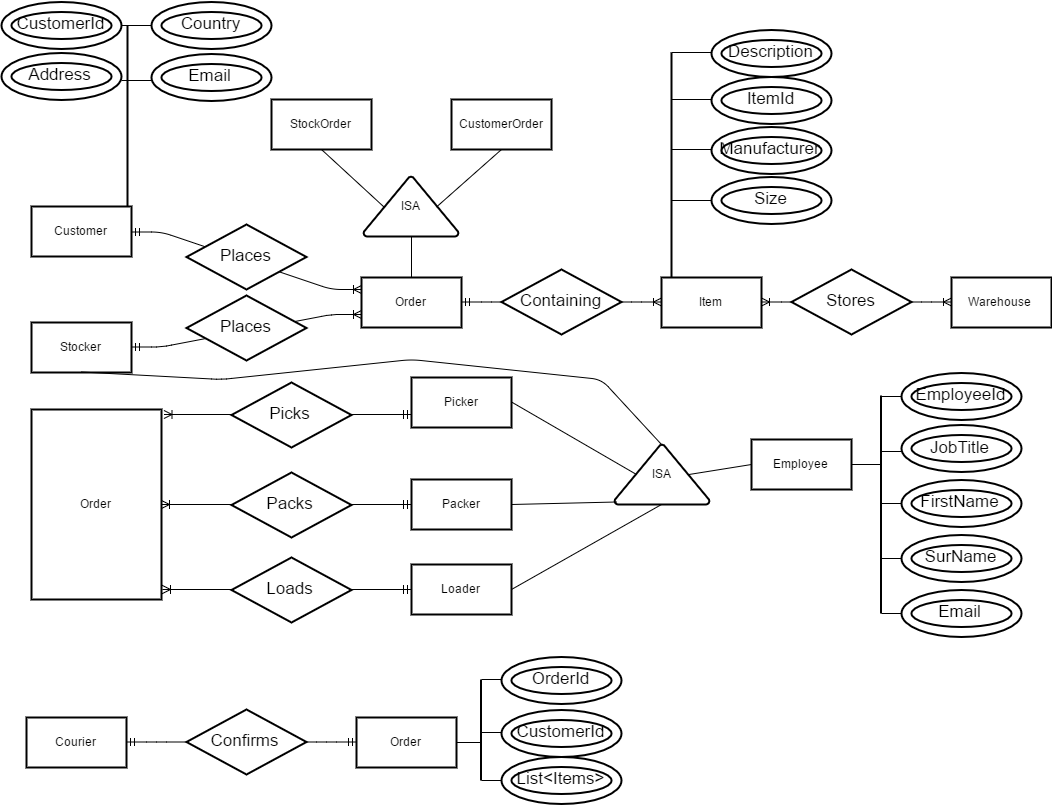 CustomerId
Country
Address
Email
Description
ItemId
Manufacturer
Size
StockOrder
CustomerOrder
ISA
Customer
Places
Order
Containing
Item
Stores
Warehouse
Stocker
Places
Order
Picks
Picker
Packs
Packer
Loads
Loader
ISA
Employee
EmployeeId
JobTitle
FirstName
SurName
Email
Courier
Confirms
Order
OrderId
CustomerId
List<Items>